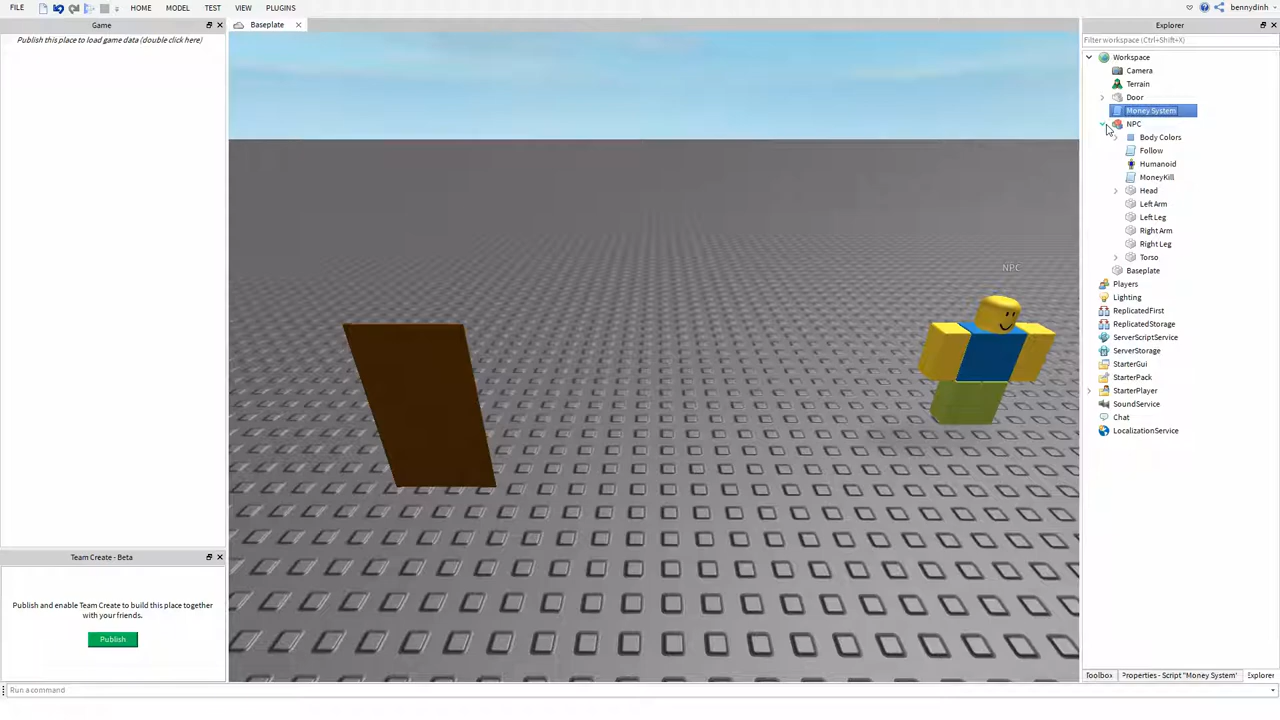 FILE HOME MODEL TEST VIEW PLUGINS bennydinh
Game
Publish this place to load game data (double click here)
Team Create - Beta
Publish and enable Team Create to build this place together
with your friends.
Publish
Baseplate
NPC
Explorer
Filter workspace (Ctrl+Shift+X)
Workspace
Camera
Terrain
Door
Money System
NPC
Body Colors
Follow
Humanoid
MoneyKill
Head
Left Arm
Left Leg
Right Arm
Right Leg
Torso
Baseplate
Players
Lighting
ReplicatedFirst
ReplicatedStorage
ServerScriptService
ServerStorage
StarterGui
StarterPack
StarterPlayer
SoundService
Chat
LocalizationService
Toolbox Properties - Script "Money System" Explorer
Run a command